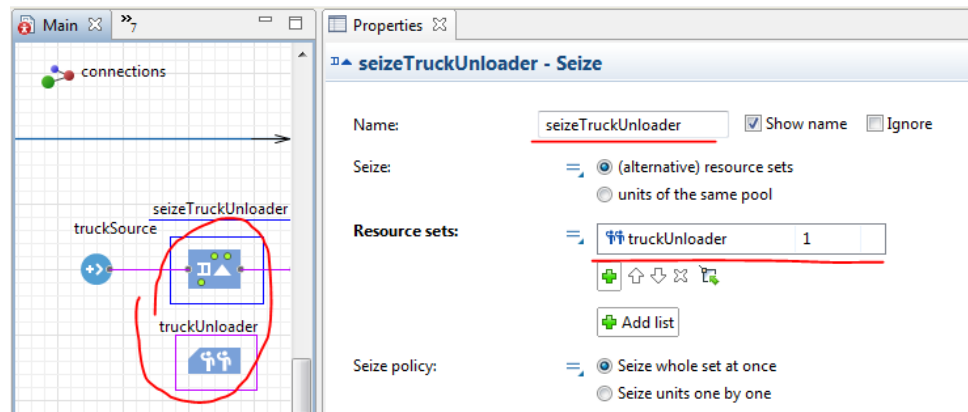 Main
»7
Properties
connections
seizeTruckUnloader - Seize
Name:
seizeTruckUnloader
Show name
Ignore
Seize:
(alternative) resource sets
units of the same pool
seizeTruckUnloader
truckSource
Resource sets:
truckUnloader 1
truckUnloader
Add list
Seize policy:
Seize whole set at once
Seize units one by one